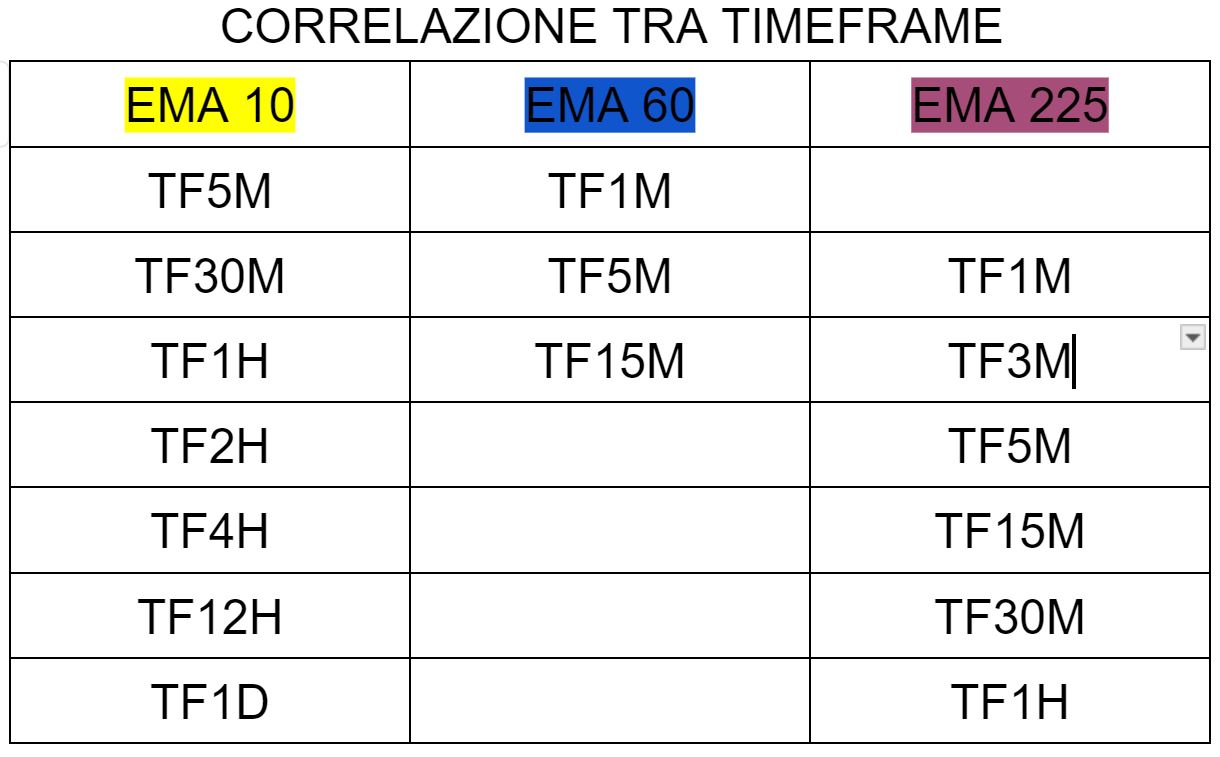 CORRELAZIONE TRA TIMEFRAME
EMA 10 EMA 60 EMA 225
TF5M TF1M
TF30M TF5M TF1M
TF1H TF15M TF3M
TF2H TF5M
TF4H TF15M
TF12H TF30M
TF1D TF1H